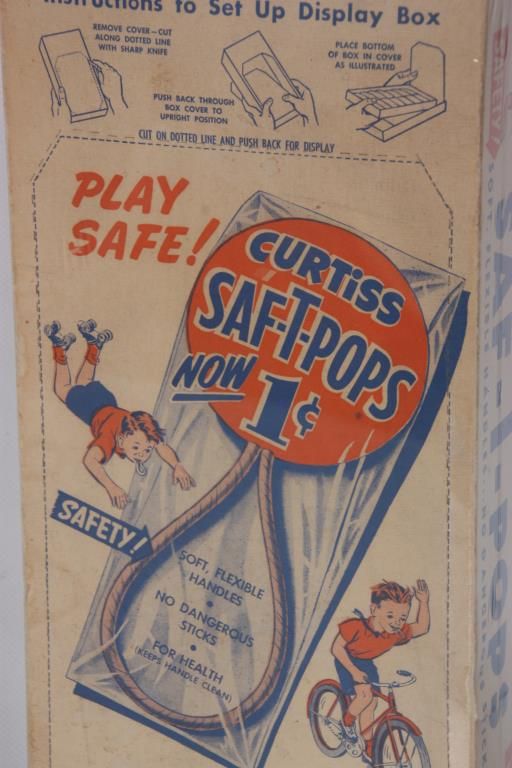 Instructions to Set Up Display Box
REMOVE COVER-CUT
ALONG DOTTED LINE
WITH SHARP KNIFE
PUSH BACK THROUGH
BOX COVER TO
UPRIGHT POSITION
PLACE BOTTOM
OF BOX IN COVER
AS ILLUSTRATED
CUT ON DOTTED LINE AND PUSH BACK FOR DISPLAY
PLAY
SAFE!
CURTiSS
SAF-T-POPS
NOW
1¢
SAFETY!
SOFT, FLEXIBLE
HANDLES
•
NO DANGEROUS
STICKS
•
FOR HEALTH
(KEEPS HANDLE CLEAN)
SAF-T-POPS